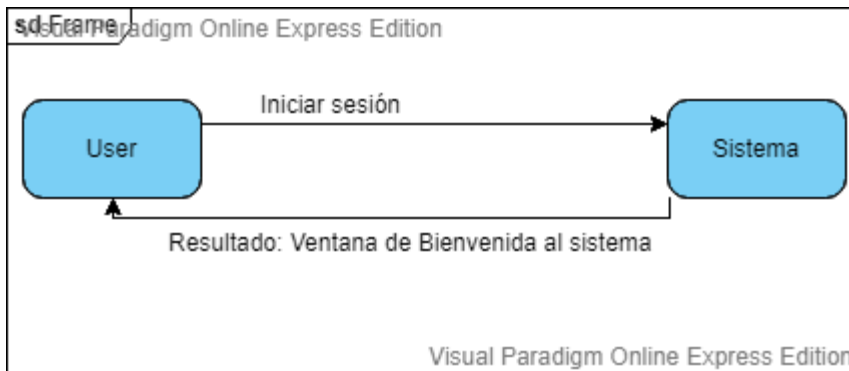 sd Frame
Visual Paradigm Online Express Edition
Iniciar sesión
User
Sistema
Resultado: Ventana de Bienvenida al sistema
Visual Paradigm Online Express Edition